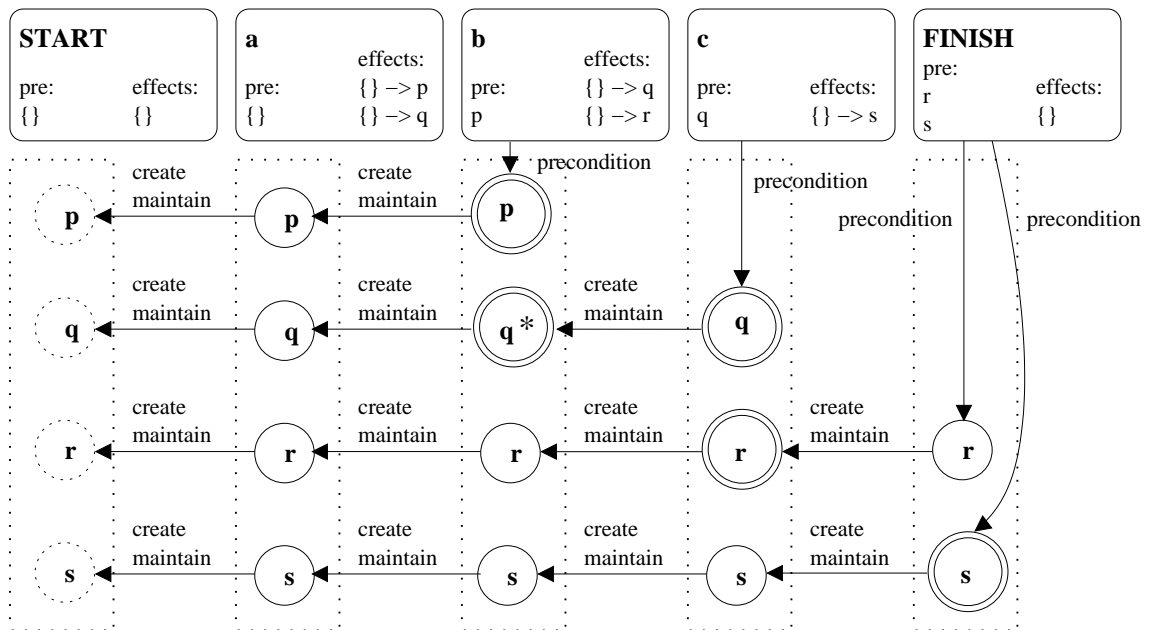 START
pre:
{}
effects:
{}
a
pre:
{}
effects:
{} −> p
{} −> q
b
pre:
p
effects:
{} −> q
{} −> r
c
pre:
q
effects:
{} −> s
FINISH
pre:
r
s
effects:
{}
precondition
precondition
precondition
precondition
p
create
maintain
p
create
maintain
p
q
create
maintain
q
create
maintain
q*
create
maintain
q
r
create
maintain
r
create
maintain
r
create
maintain
r
create
maintain
r
s
create
maintain
s
create
maintain
s
create
maintain
s
create
maintain
s